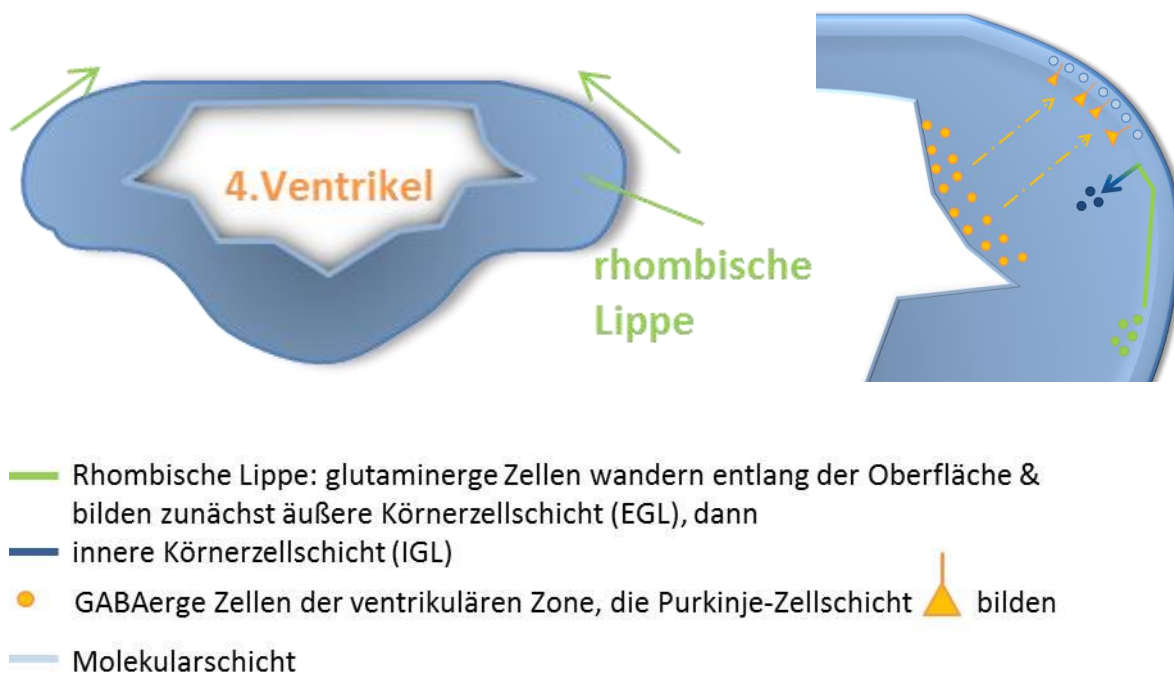 4.Ventrikel
rhombische
Lippe
Rhombische Lippe: glutaminerge Zellen wandern entlang der Oberfläche &
bilden zunächst äußere Körnerzellschicht (EGL), dann
innere Körnerzellschicht (IGL)
GABAerge Zellen der ventrikulären Zone, die Purkinje-Zellschicht bilden
Molekularschicht